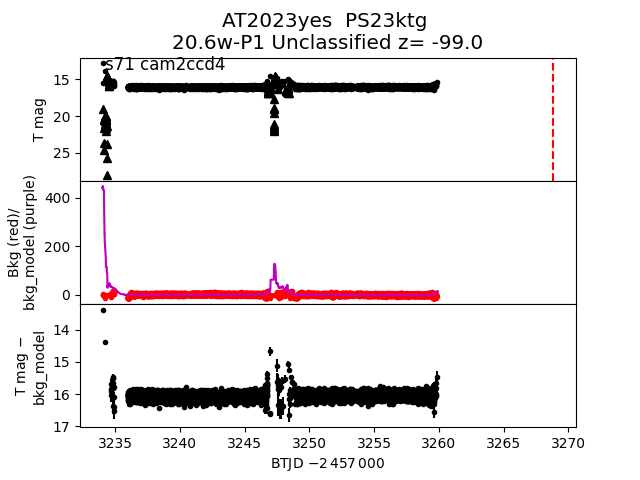 AT2023yes  PS23ktg
20.6w-P1 Unclassified z= -99.0
s71 cam2ccd4
T mag
15
20
25
Bkg (red)/
bkg_model (purple)
400
200
0
T mag −
bkg_model
14
15
16
17
3235
3240
3245
3250
3255
3260
3265
3270
BTJD −2 457 000